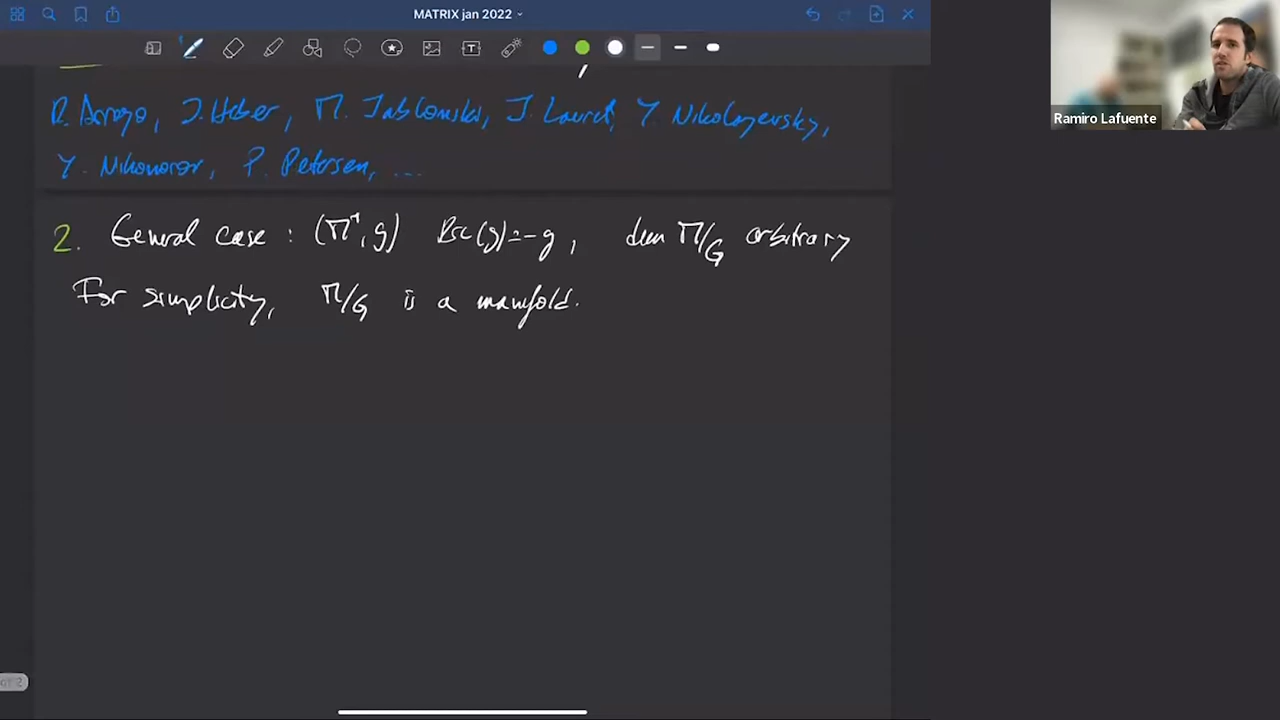 MATRIX jan 2022
Ramiro Lafuente
R. Arroyo, J. Heber, M. Jablonski, J. Lauret, Y. Nikolayevsky,
Y. Nikonorov, P. Petersen, ...
2. General case : (Mⁿ, g) Ric(g)=-g, dim M/G arbitrary
For simplicity, M/G is a manifold.